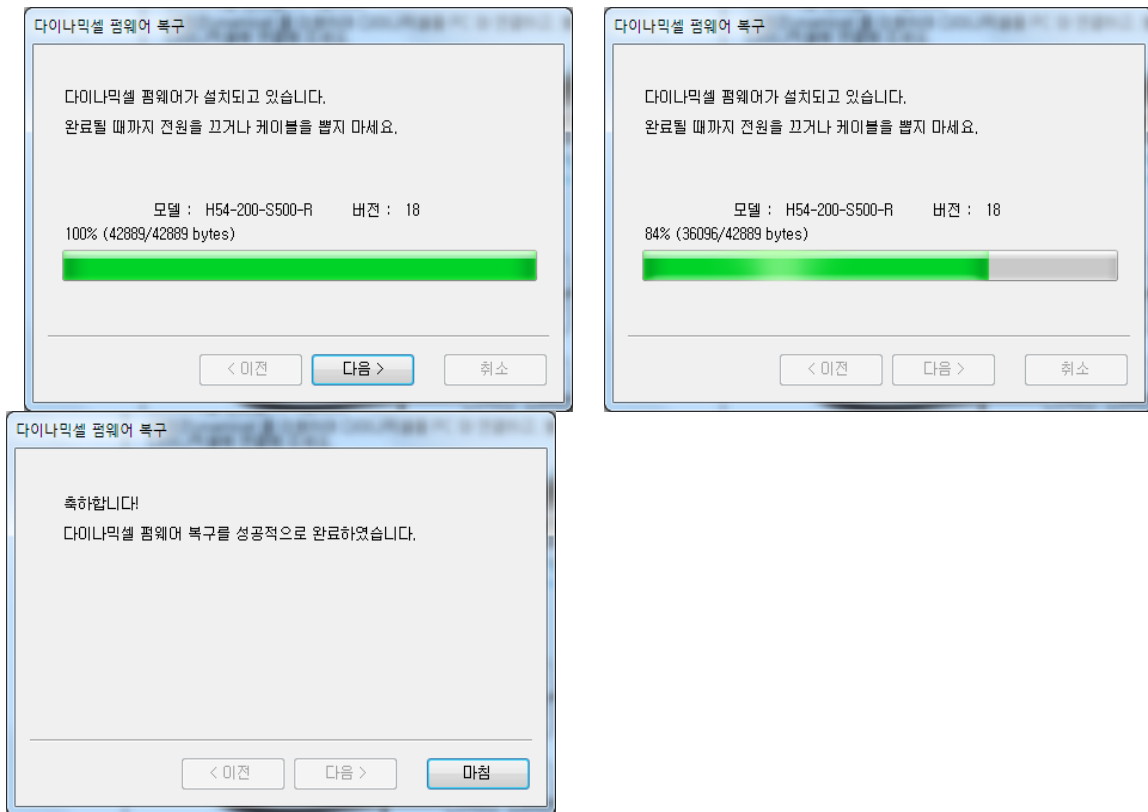 다이나믹셀 펌웨어 복구
다이나믹셀 펌웨어가 설치되고 있습니다.
완료될 때까지 전원을 끄거나 케이블을 뽑지 마세요.
모델 : H54-200-S500-R 버전 : 18
100% (42889/42889 bytes)
< 이전 다음 > 취소
다이나믹셀 펌웨어 복구
다이나믹셀 펌웨어가 설치되고 있습니다.
완료될 때까지 전원을 끄거나 케이블을 뽑지 마세요.
모델 : H54-200-S500-R 버전 : 18
84% (36096/42889 bytes)
< 이전 다음 > 취소
다이나믹셀 펌웨어 복구
축하합니다!
다이나믹셀 펌웨어 복구를 성공적으로 완료하였습니다.
< 이전 다음 > 마침